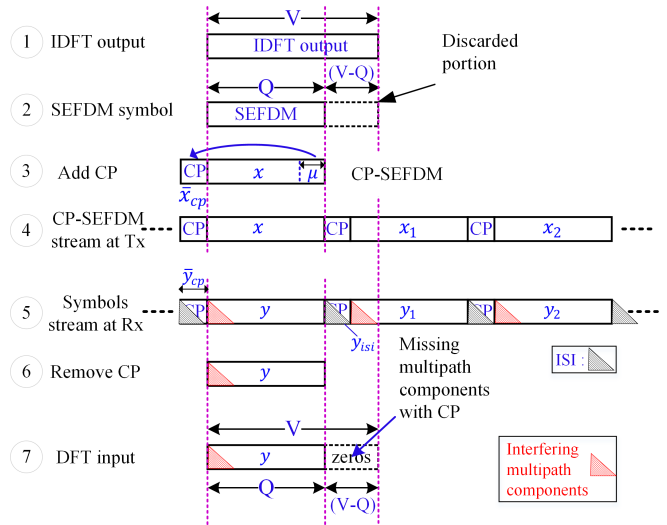 V
1 IDFT output IDFT output
Discarded
portion
Q (V-Q)
2 SEFDM symbol SEFDM
3 Add CP CP x μ CP-SEFDM
x̄cp
4 CP-SEFDM
stream at Tx
CP x CP x₁ CP x₂
ȳcp
5 Symbols
stream at Rx
CP y CP y₁ CP y₂
yisi
ISI :
Missing
multipath
components
with CP
6 Remove CP y
V
7 DFT input y zeros
Q (V-Q)
Interfering
multipath
components